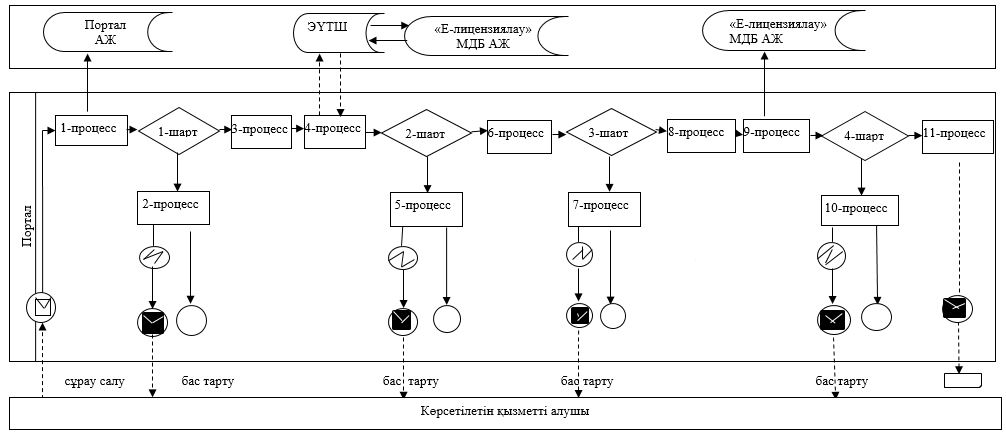 Портал
АЖ
ЭҮТШ
«Е-лицензиялау»
МДБ АЖ
«Е-лицензиялау»
МДБ АЖ
1-процесс
1-шарт
3-процесс
4-процесс
2-шарт
6-процесс
3-шарт
8-процесс
9-процесс
4-шарт
11-процесс
2-процесс
5-процесс
7-процесс
10-процесс
Портал
сұрау салу
бас тарту
бас тарту
бас тарту
бас тарту
Көрсетілетін қызметті алушы